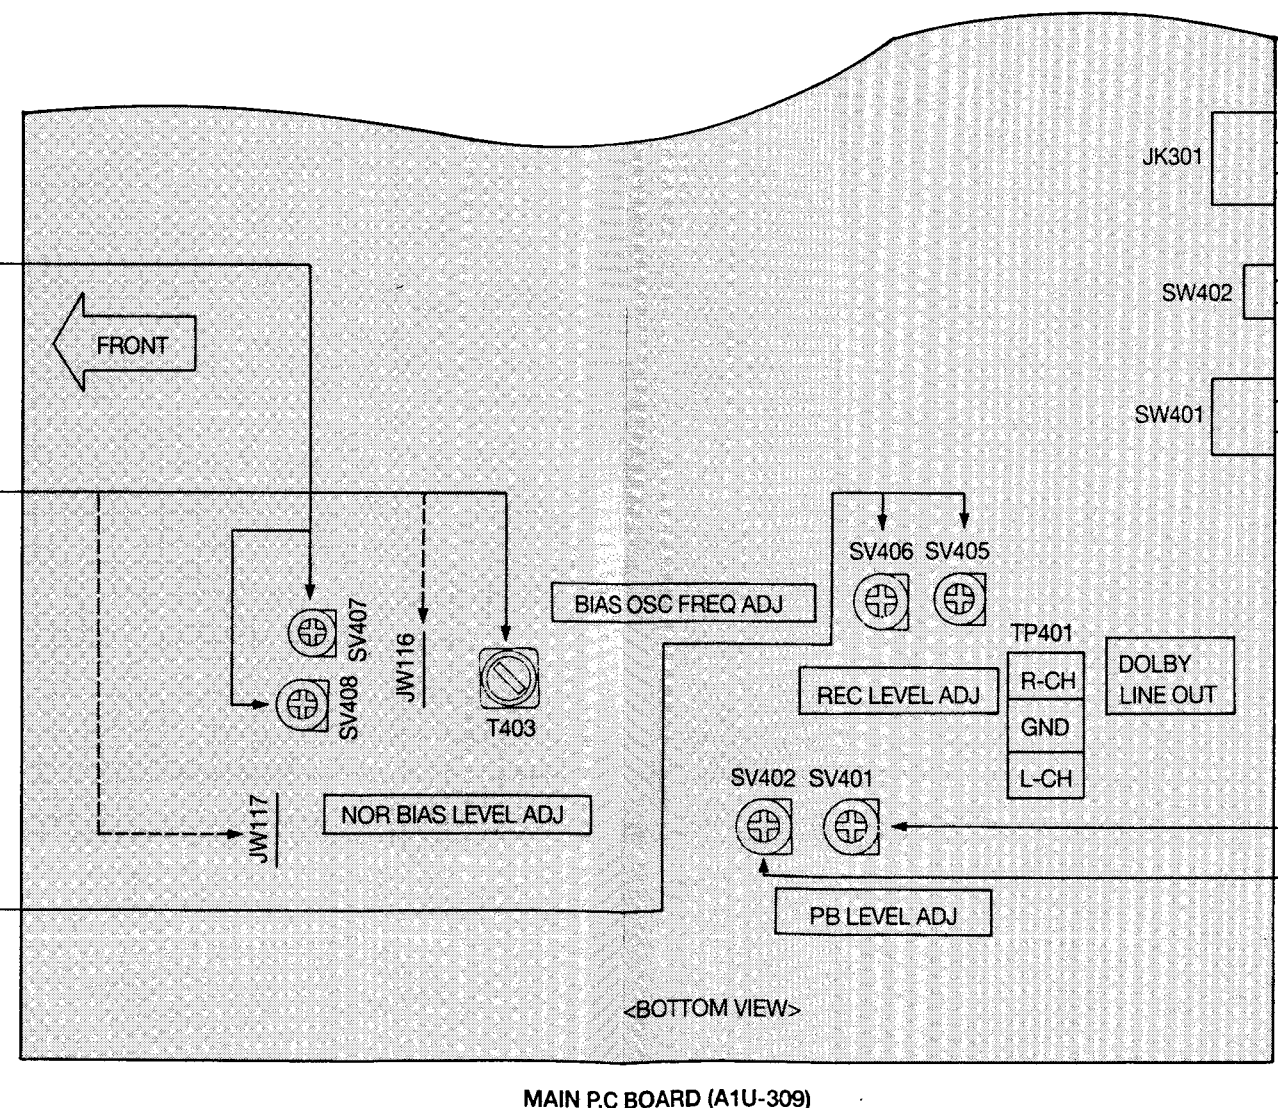 JK301
SW402
FRONT
SW401
SV406 SV405
BIAS OSC FREQ ADJ
SV407
JW116
TP401
R-CH
DOLBY
LINE OUT
REC LEVEL ADJ
SV408
T403
GND
L-CH
SV402 SV401
JW117
NOR BIAS LEVEL ADJ
PB LEVEL ADJ
<BOTTOM VIEW>
MAIN P.C BOARD (A1U-309)